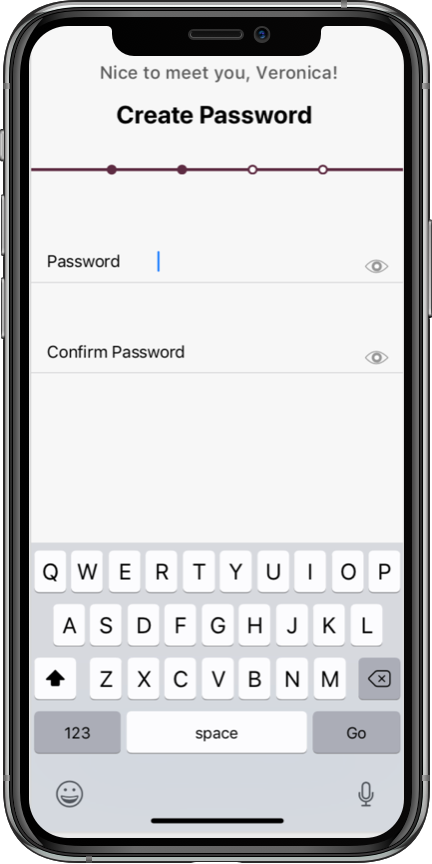 Nice to meet you, Veronica!
Create Password
Password
Confirm Password
Q W E R T Y U I O P
A S D F G H J K L
Z X C V B N M
123 space Go